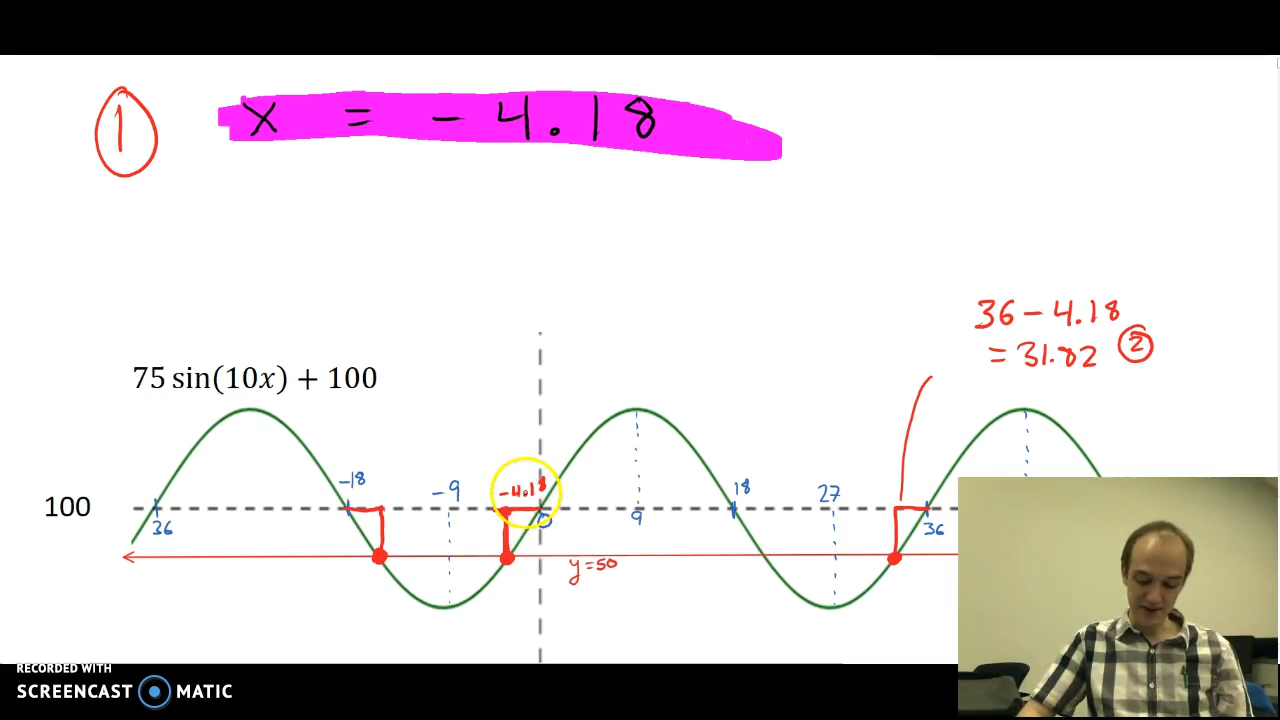 ① x = - 4.18
36 - 4.18
= 31.82 ②
75 sin(10x) + 100
-18 -9 -4.18 18 27
100
36 0 9 36
y=50
RECORDED WITH
SCREENCAST MATIC